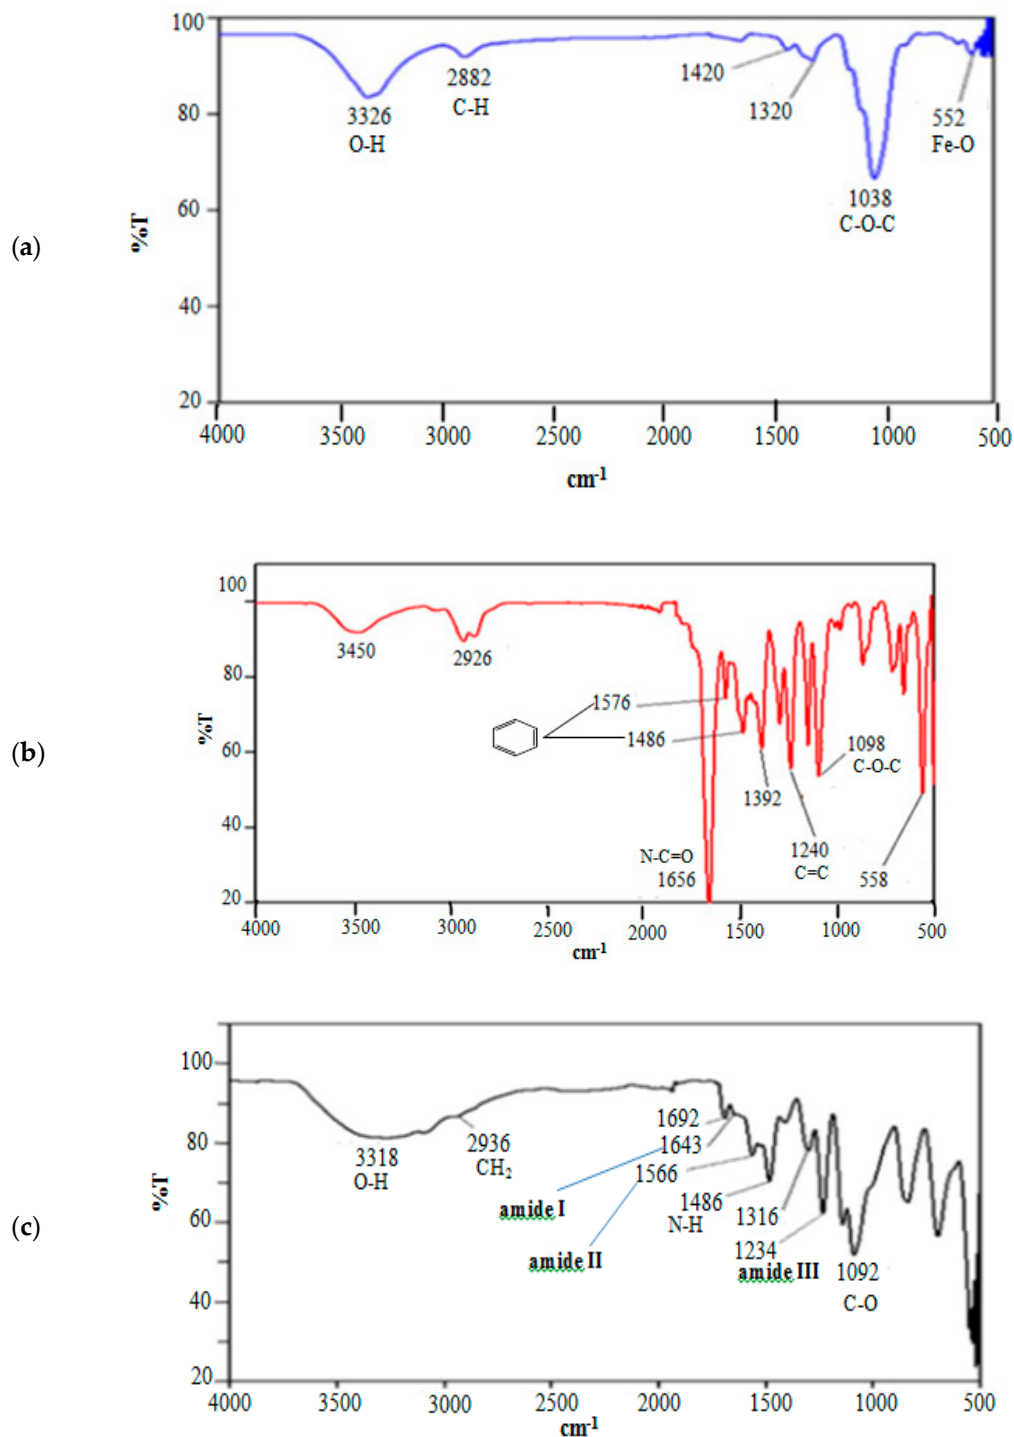 (a)
%T
100
80
60
40
20
3326
O-H
2882
C-H
1420
1320
1038
C-O-C
552
Fe-O
4000 3500 3000 2500 2000 1500 1000 500
cm-1
(b)
%T
100
80
60
40
20
3450
2926
1576
1486
N-C=O
1656
1392
1240
C=C
1098
C-O-C
558
4000 3500 3000 2500 2000 1500 1000 500
cm-1
(c)
%T
100
80
60
40
20
3318
O-H
2936
CH2
1692
1643
1566
amide I
amide II
1486
N-H
1316
1234
amide III
1092
C-O
4000 3500 3000 2500 2000 1500 1000 500
cm-1